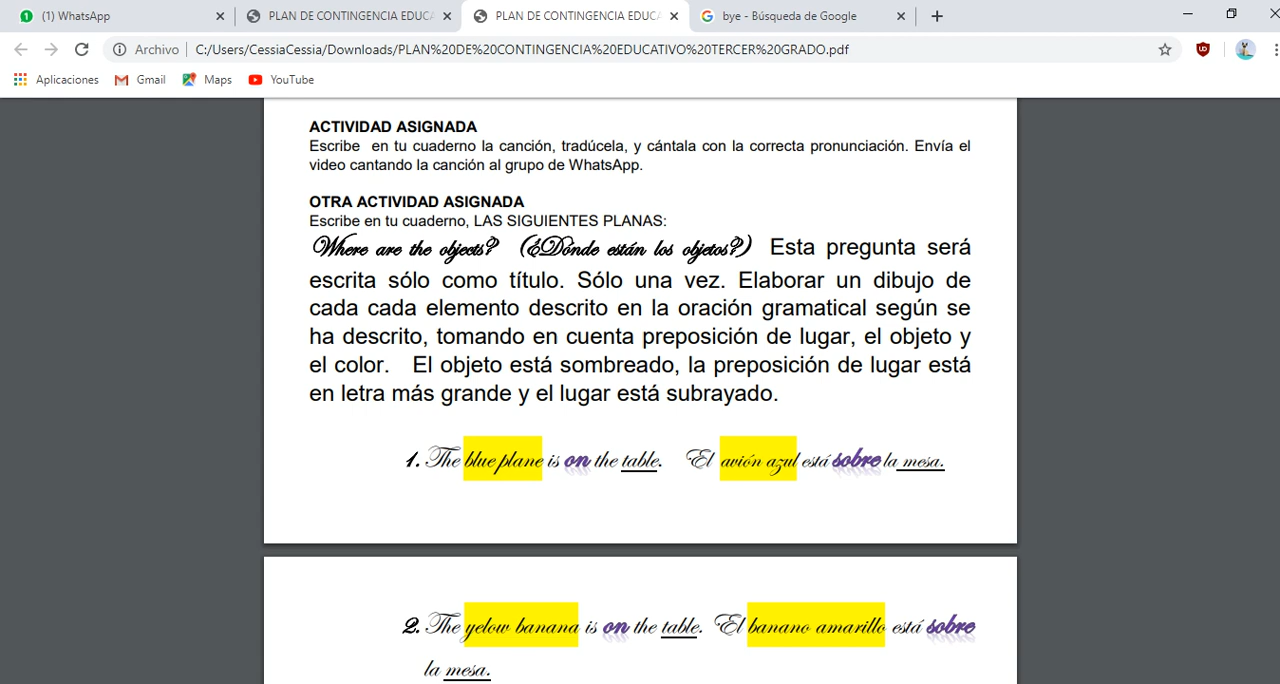 (1) WhatsApp
PLAN DE CONTINGENCIA EDUCA
PLAN DE CONTINGENCIA EDUCA
bye - Búsqueda de Google
Archivo
C:/Users/CessiaCessia/Downloads/PLAN%20DE%20CONTINGENCIA%20EDUCATIVO%20TERCER%20GRADO.pdf
Aplicaciones Gmail Maps YouTube
ACTIVIDAD ASIGNADA
Escribe en tu cuaderno la canción, tradúcela, y cántala con la correcta pronunciación. Envía el
video cantando la canción al grupo de WhatsApp.
OTRA ACTIVIDAD ASIGNADA
Escribe en tu cuaderno, LAS SIGUIENTES PLANAS:
Where are the objects? (¿Dónde están los objetos?) Esta pregunta será
escrita sólo como título. Sólo una vez. Elaborar un dibujo de
cada cada elemento descrito en la oración gramatical según se
ha descrito, tomando en cuenta preposición de lugar, el objeto y
el color. El objeto está sombreado, la preposición de lugar está
en letra más grande y el lugar está subrayado.
1. The blue plane is on the table. El avión azul está sobre la mesa.
2. The yelow banana is on the table. El banano amarillo está sobre
la mesa.